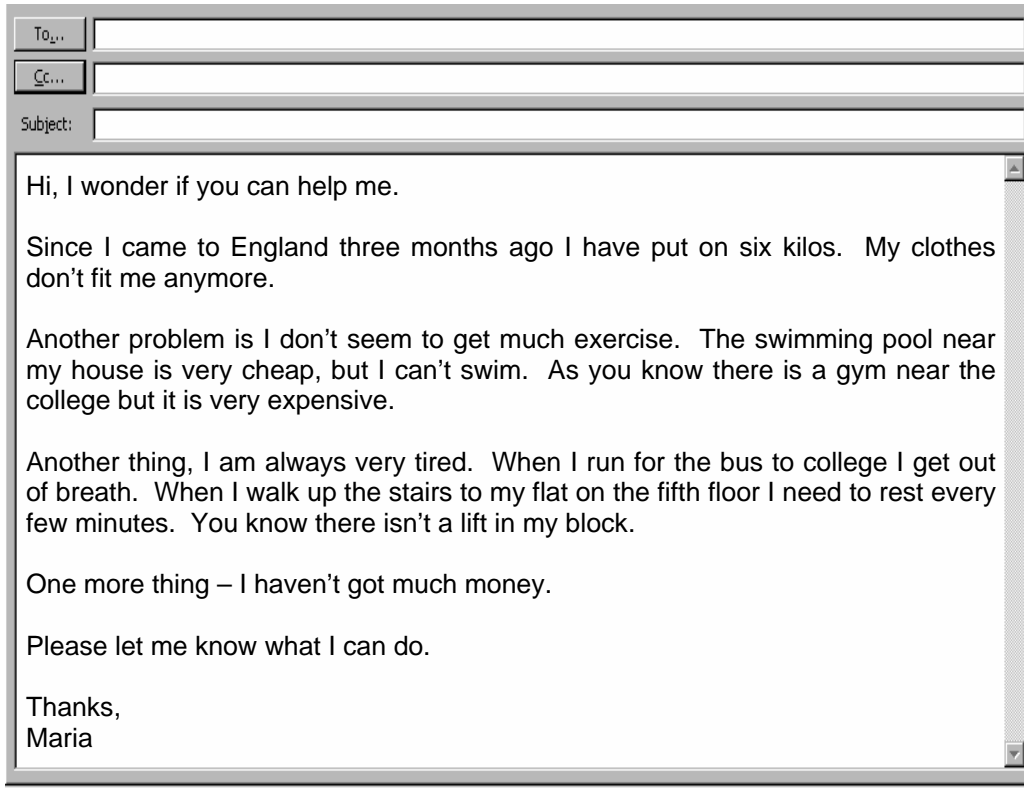 To...
Cc...
Subject:
Hi, I wonder if you can help me.
Since I came to England three months ago I have put on six kilos.  My clothes
don’t fit me anymore.
Another problem is I don’t seem to get much exercise.  The swimming pool near
my house is very cheap, but I can’t swim.  As you know there is a gym near the
college but it is very expensive.
Another thing, I am always very tired.  When I run for the bus to college I get out
of breath.  When I walk up the stairs to my flat on the fifth floor I need to rest every
few minutes.  You know there isn’t a lift in my block.
One more thing – I haven’t got much money.
Please let me know what I can do.
Thanks,
Maria